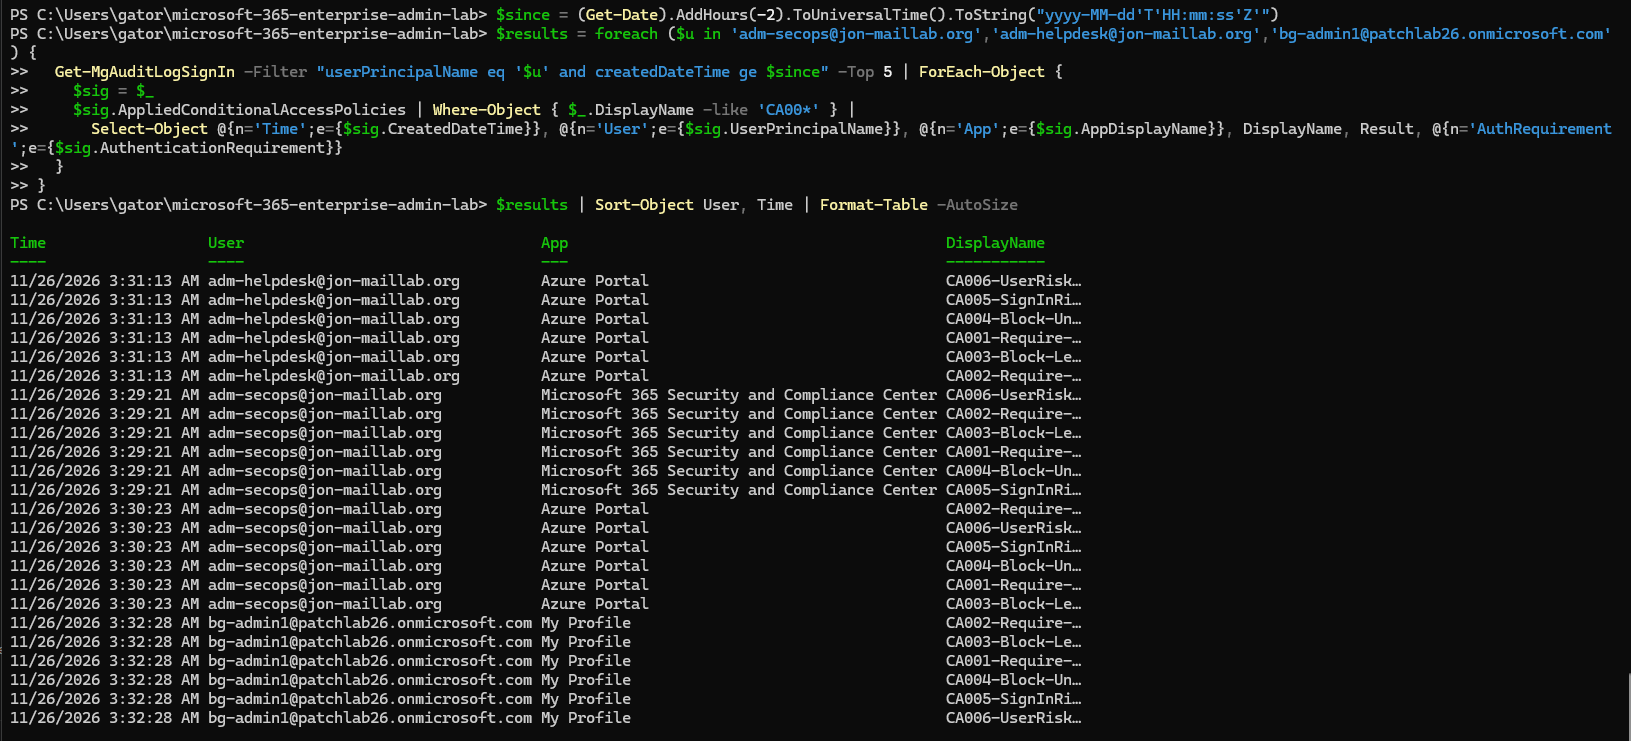 PS C:\Users\gator\microsoft-365-enterprise-admin-lab> $since = (Get-Date).AddHours(-2).ToUniversalTime().ToString("yyyy-MM-dd'T'HH:mm:ss'Z'")
PS C:\Users\gator\microsoft-365-enterprise-admin-lab> $results = foreach ($u in 'adm-secops@jon-maillab.org','adm-helpdesk@jon-maillab.org','bg-admin1@patchlab26.onmicrosoft.com'
) {
>>   Get-MgAuditLogSignIn -Filter "userPrincipalName eq '$u' and createdDateTime ge $since" -Top 5 | ForEach-Object {
>>     $sig = $_
>>     $sig.AppliedConditionalAccessPolicies | Where-Object { $_.DisplayName -like 'CA00*' } |
>>       Select-Object @{n='Time';e={$sig.CreatedDateTime}}, @{n='User';e={$sig.UserPrincipalName}}, @{n='App';e={$sig.AppDisplayName}}, DisplayName, Result, @{n='AuthRequirement
';e={$sig.AuthenticationRequirement}}
>>   }
>> }
PS C:\Users\gator\microsoft-365-enterprise-admin-lab> $results | Sort-Object User, Time | Format-Table -AutoSize
Time                  User                                 App                                         DisplayName
----                  ----                                 ---                                         -----------
11/26/2026 3:31:13 AM adm-helpdesk@jon-maillab.org         Azure Portal                                CA006-UserRisk…
11/26/2026 3:31:13 AM adm-helpdesk@jon-maillab.org         Azure Portal                                CA005-SignInRi…
11/26/2026 3:31:13 AM adm-helpdesk@jon-maillab.org         Azure Portal                                CA004-Block-Un…
11/26/2026 3:31:13 AM adm-helpdesk@jon-maillab.org         Azure Portal                                CA001-Require-…
11/26/2026 3:31:13 AM adm-helpdesk@jon-maillab.org         Azure Portal                                CA003-Block-Le…
11/26/2026 3:31:13 AM adm-helpdesk@jon-maillab.org         Azure Portal                                CA002-Require-…
11/26/2026 3:29:21 AM adm-secops@jon-maillab.org           Microsoft 365 Security and Compliance Center CA006-UserRisk…
11/26/2026 3:29:21 AM adm-secops@jon-maillab.org           Microsoft 365 Security and Compliance Center CA002-Require-…
11/26/2026 3:29:21 AM adm-secops@jon-maillab.org           Microsoft 365 Security and Compliance Center CA003-Block-Le…
11/26/2026 3:29:21 AM adm-secops@jon-maillab.org           Microsoft 365 Security and Compliance Center CA001-Require-…
11/26/2026 3:29:21 AM adm-secops@jon-maillab.org           Microsoft 365 Security and Compliance Center CA004-Block-Un…
11/26/2026 3:29:21 AM adm-secops@jon-maillab.org           Microsoft 365 Security and Compliance Center CA005-SignInRi…
11/26/2026 3:30:23 AM adm-secops@jon-maillab.org           Azure Portal                                CA002-Require-…
11/26/2026 3:30:23 AM adm-secops@jon-maillab.org           Azure Portal                                CA006-UserRisk…
11/26/2026 3:30:23 AM adm-secops@jon-maillab.org           Azure Portal                                CA005-SignInRi…
11/26/2026 3:30:23 AM adm-secops@jon-maillab.org           Azure Portal                                CA004-Block-Un…
11/26/2026 3:30:23 AM adm-secops@jon-maillab.org           Azure Portal                                CA001-Require-…
11/26/2026 3:30:23 AM adm-secops@jon-maillab.org           Azure Portal                                CA003-Block-Le…
11/26/2026 3:32:28 AM bg-admin1@patchlab26.onmicrosoft.com My Profile                                  CA002-Require-…
11/26/2026 3:32:28 AM bg-admin1@patchlab26.onmicrosoft.com My Profile                                  CA003-Block-Le…
11/26/2026 3:32:28 AM bg-admin1@patchlab26.onmicrosoft.com My Profile                                  CA001-Require-…
11/26/2026 3:32:28 AM bg-admin1@patchlab26.onmicrosoft.com My Profile                                  CA004-Block-Un…
11/26/2026 3:32:28 AM bg-admin1@patchlab26.onmicrosoft.com My Profile                                  CA005-SignInRi…
11/26/2026 3:32:28 AM bg-admin1@patchlab26.onmicrosoft.com My Profile                                  CA006-UserRisk…